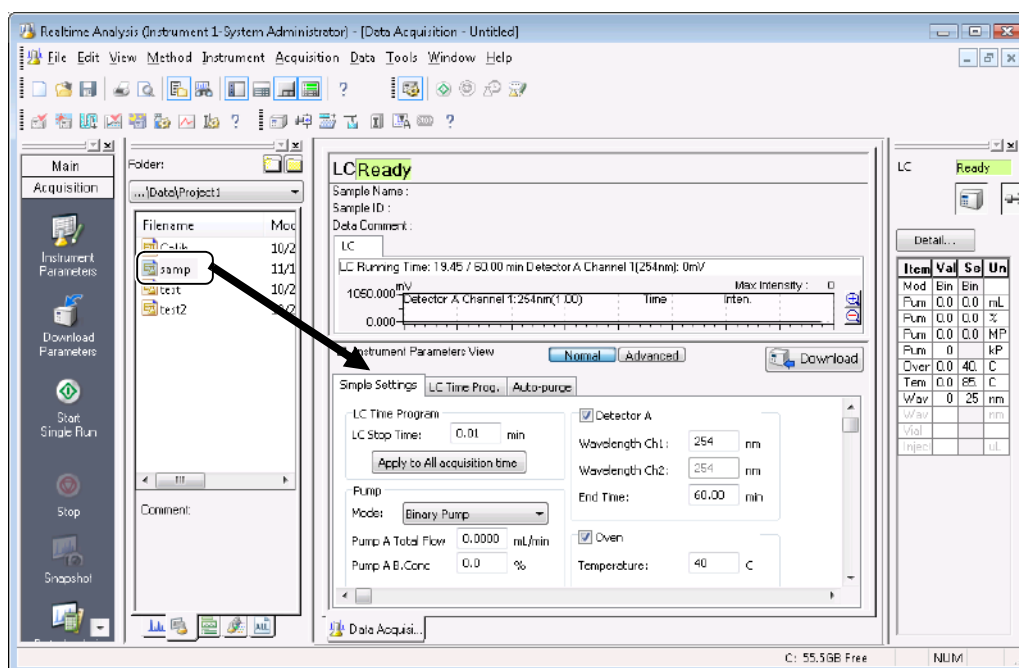 Realtime Analysis (Instrument 1-System Administrator) - [Data Acquisition - Untitled]
File Edit View Method Instrument Acquisition Data Tools Window Help
Main
Acquisition
Instrument
Parameters
Download
Parameters
Start
Single Run
Stop
Snapshot
Folder:
...\Data\Project1
Filename
10/2
samp
11/1
test
10/2
test2
Comment:
LC Ready
Sample Name :
Sample ID :
Data Comment :
LC
LC Running Time: 19.45 / 60.00 min Detector A Channel 1(254nm): 0mV
mV
Max Intensity : 0
1060.000
Detector A Channel 1:254nm(1.00)
Time
Inten.
0.000
Instrument Parameters View
Normal
Advanced
Download
Simple Settings
LC Time Prog.
Auto-purge
LC Time Program
LC Stop Time: 0.01 min
Apply to All acquisition time
Pump
Mode: Binary Pump
Pump A Total Flow 0.0000 mL/min
Pump A B.Conc 0.0 %
Detector A
Wavelength Ch1: 254 nm
Wavelength Ch2: 254 nm
End Time: 60.00 min
Oven
Temperature: 40 C
Data Acquisi...
LC Ready
Detail...
Item Val Se Un
Mod Bin Bin
Pum 0.0 0.0 mL
Pum 0.0 0.0 %
Pum 0.0 0.0 MP
Pum 0 kP
Over 0.0 40. C
Tem 0.0 85. C
Wav 0 25 nm
Wav nm
Vial
Injec uL
C: 55.5GB Free
NUM